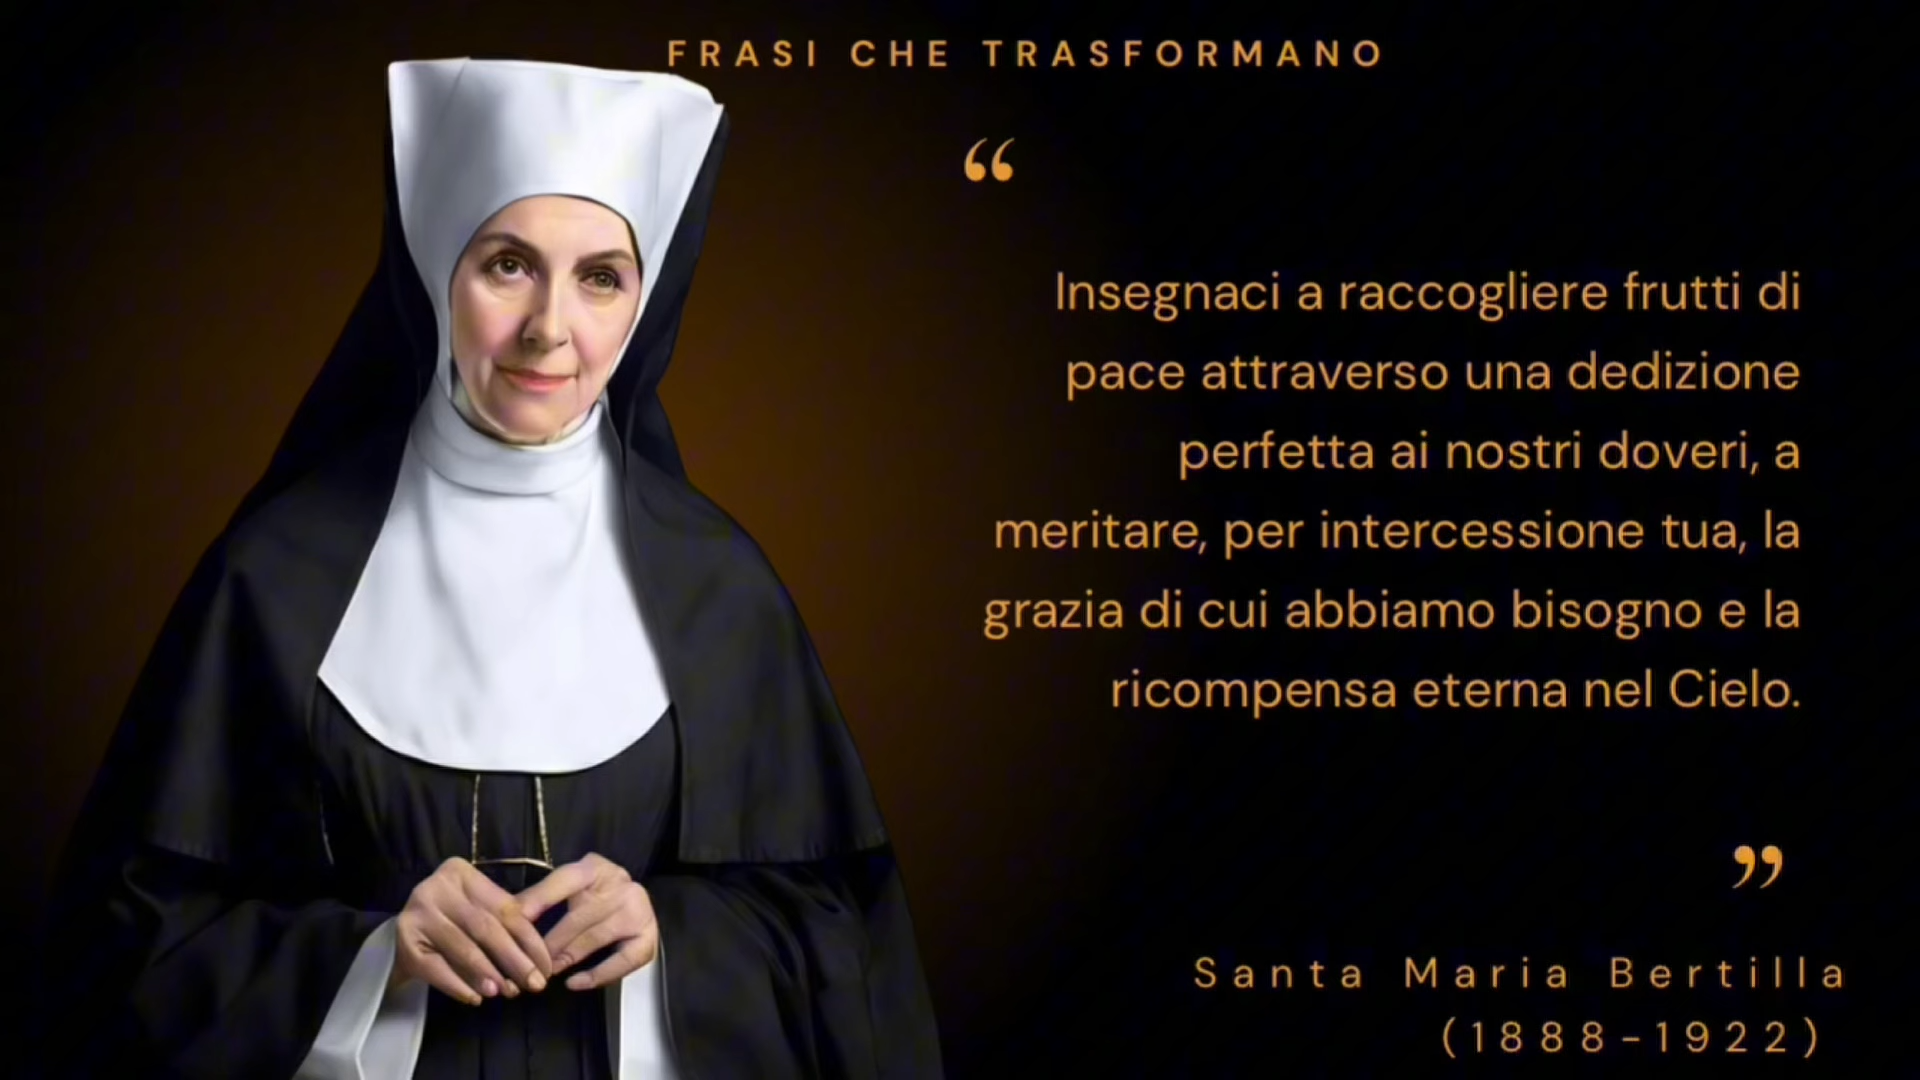 FRASI CHE TRASFORMANO
“
Insegnaci a raccogliere frutti di
pace attraverso una dedizione
perfetta ai nostri doveri, a
meritare, per intercessione tua, la
grazia di cui abbiamo bisogno e la
ricompensa eterna nel Cielo.
”
Santa Maria Bertilla
(1888-1922)